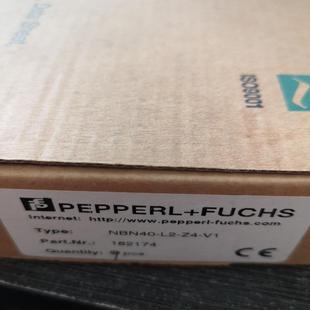 ISO9001
PEPPERL+FUCHS
Internet: http://www.pepperl-fuchs.com
Type: NBN40-L2-Z4-V1
Part.Nr.: 182174
Quantity: pcs
CE